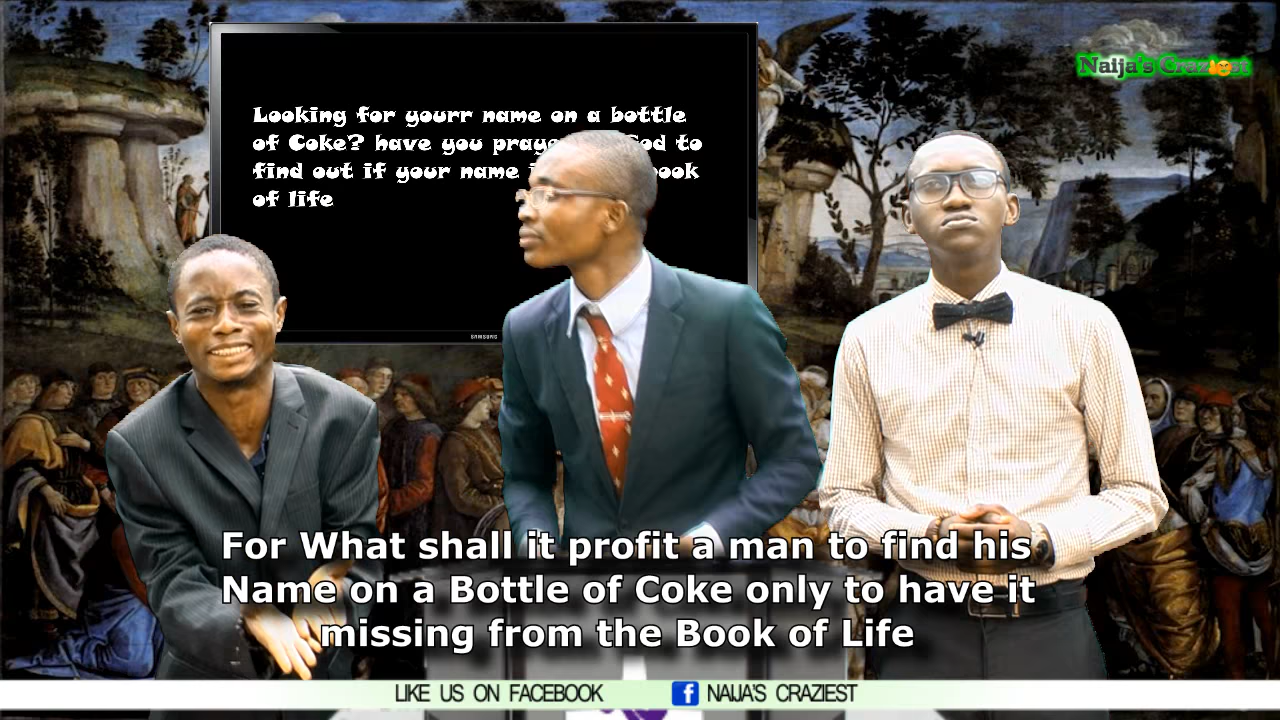 Naija's Craziest
Looking for yourr name on a bottle
of Coke? have you God to
find out if your name
of life
SAMSUNG
For What shall it profit a man to find his
Name on a Bottle of Coke only to have it
missing from the Book of Life
LIKE US ON FACEBOOK f NAIJA'S CRAZIEST